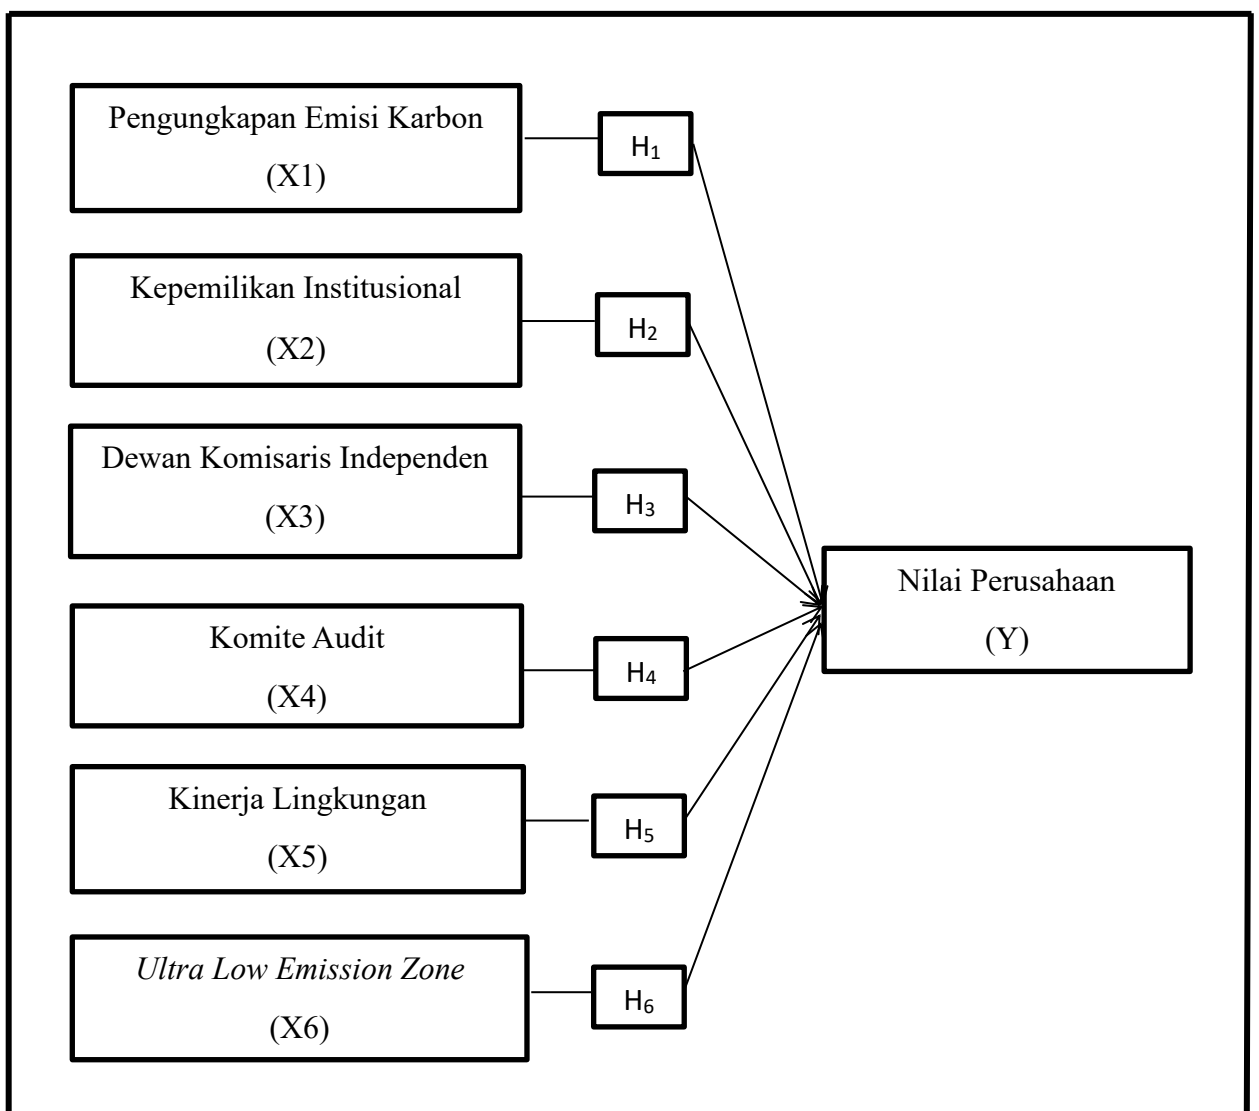 Pengungkapan Emisi Karbon
(X1)
H₁
Kepemilikan Institusional
(X2)
H₂
Dewan Komisaris Independen
(X3)
H₃
Komite Audit
(X4)
H₄
Kinerja Lingkungan
(X5)
H₅
Ultra Low Emission Zone
(X6)
H₆
Nilai Perusahaan
(Y)